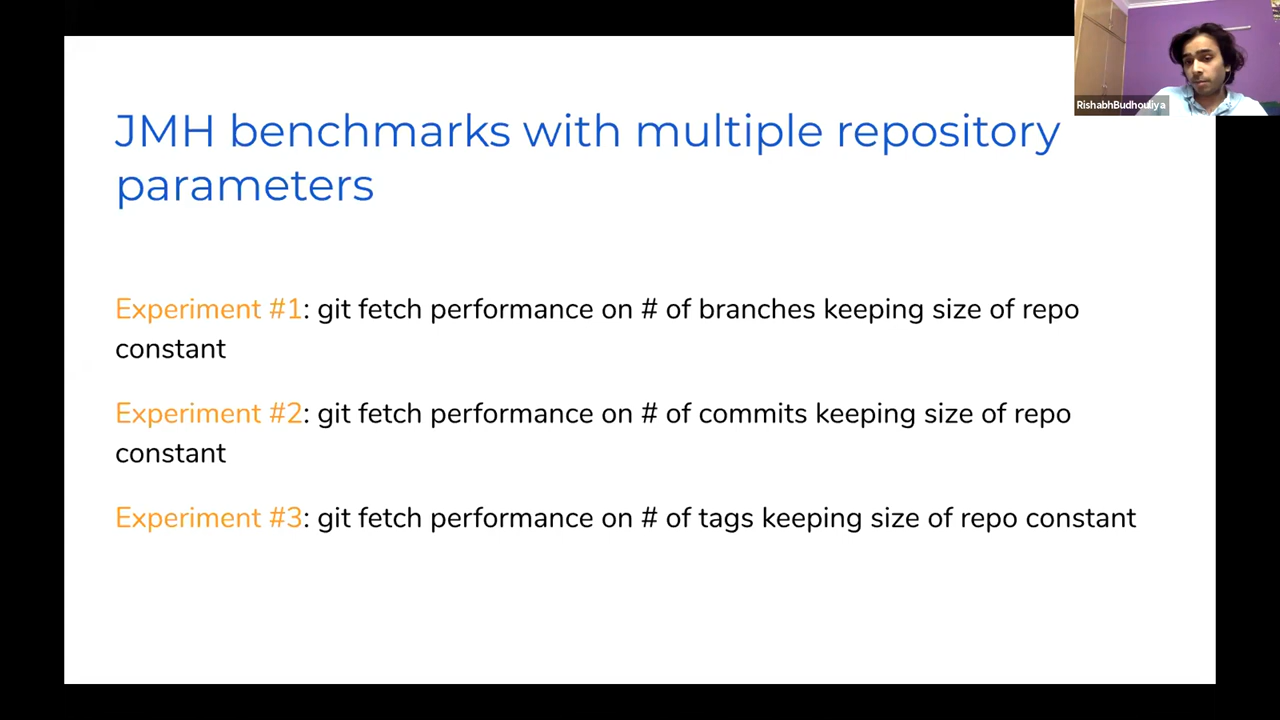 RishabhBudhouliya
JMH benchmarks with multiple repository
parameters
Experiment #1: git fetch performance on # of branches keeping size of repo
constant
Experiment #2: git fetch performance on # of commits keeping size of repo
constant
Experiment #3: git fetch performance on # of tags keeping size of repo constant